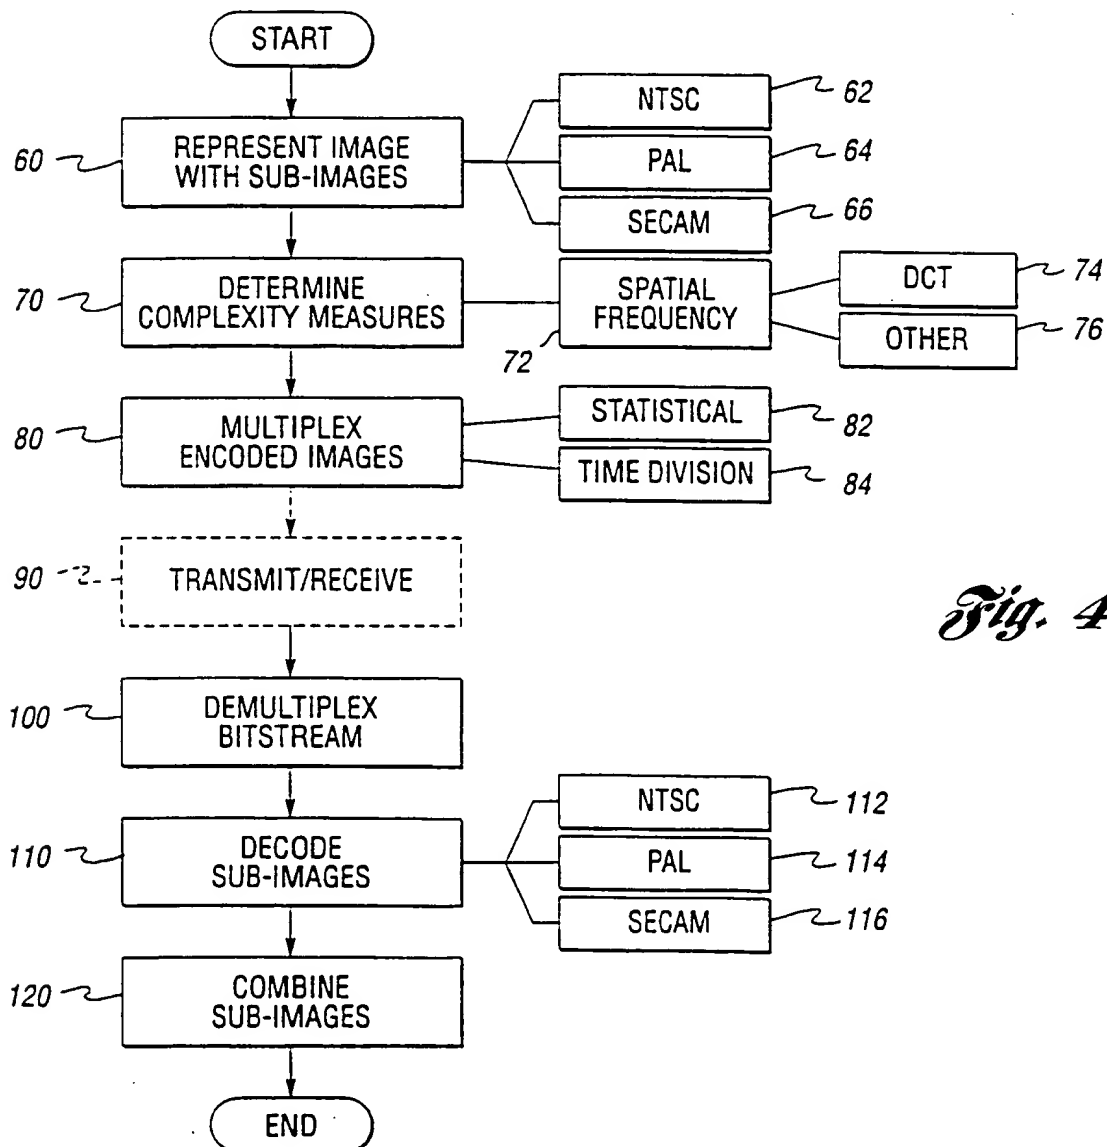 START
60
REPRESENT IMAGE
WITH SUB-IMAGES
NTSC
62
PAL
64
SECAM
66
70
DETERMINE
COMPLEXITY MEASURES
SPATIAL
FREQUENCY
72
DCT
74
OTHER
76
80
MULTIPLEX
ENCODED IMAGES
STATISTICAL
82
TIME DIVISION
84
90
TRANSMIT/RECEIVE
Fig. 4
100
DEMULTIPLEX
BITSTREAM
110
DECODE
SUB-IMAGES
NTSC
112
PAL
114
SECAM
116
120
COMBINE
SUB-IMAGES
END